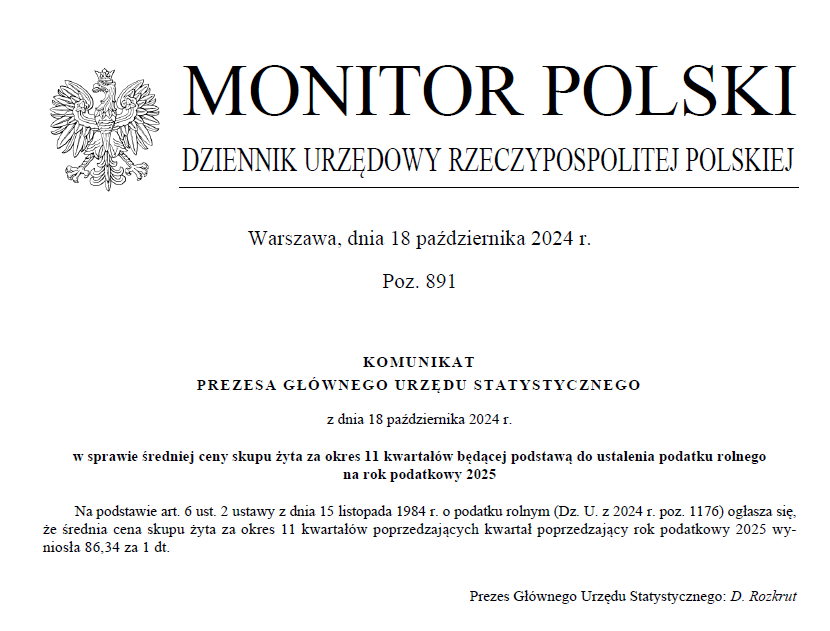 MONITOR POLSKI
DZIENNIK URZĘDOWY RZECZYPOSPOLITEJ POLSKIEJ
Warszawa, dnia 18 października 2024 r.
Poz. 891
KOMUNIKAT
PREZESA GŁÓWNEGO URZĘDU STATYSTYCZNEGO
z dnia 18 października 2024 r.
w sprawie średniej ceny skupu żyta za okres 11 kwartałów będącej podstawą do ustalenia podatku rolnego
na rok podatkowy 2025
Na podstawie art. 6 ust. 2 ustawy z dnia 15 listopada 1984 r. o podatku rolnym (Dz. U. z 2024 r. poz. 1176) ogłasza się,
że średnia cena skupu żyta za okres 11 kwartałów poprzedzających kwartał poprzedzający rok podatkowy 2025 wy-
niosła 86,34 za 1 dt.
Prezes Głównego Urzędu Statystycznego: D. Rozkrut